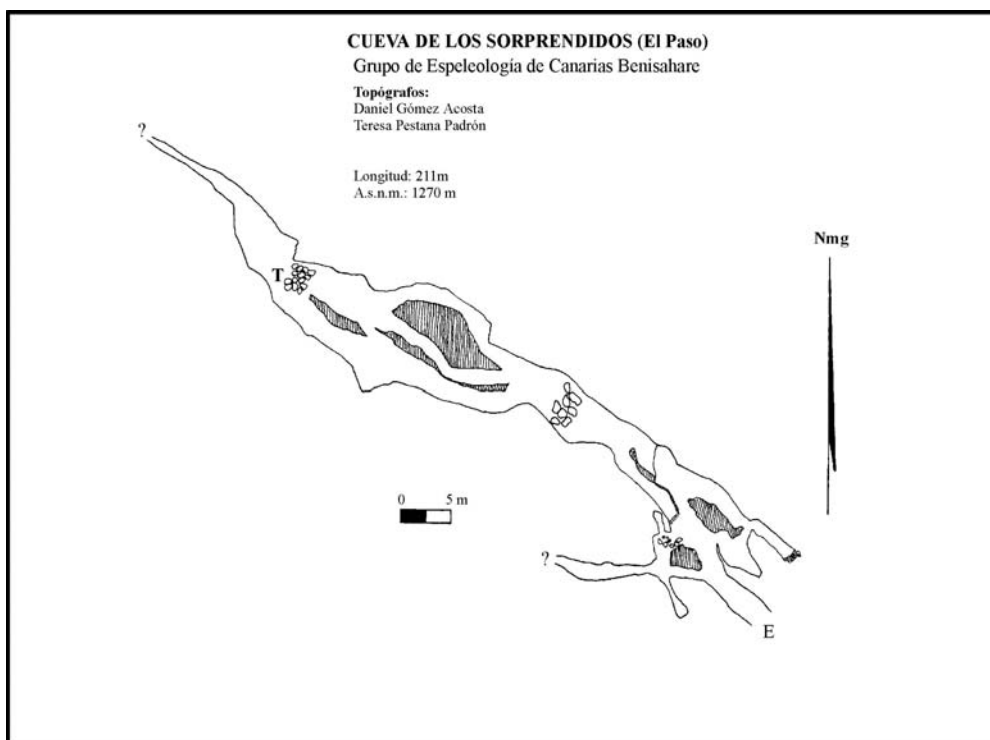 CUEVA DE LOS SORPRENDIDOS (El Paso)
Grupo de Espeleología de Canarias Benisahare
Topógrafos:
Daniel Gómez Acosta
Teresa Pestana Padrón
Longitud: 211m
A.s.n.m.: 1270 m
?
Nmg
T
0 5 m
?
E